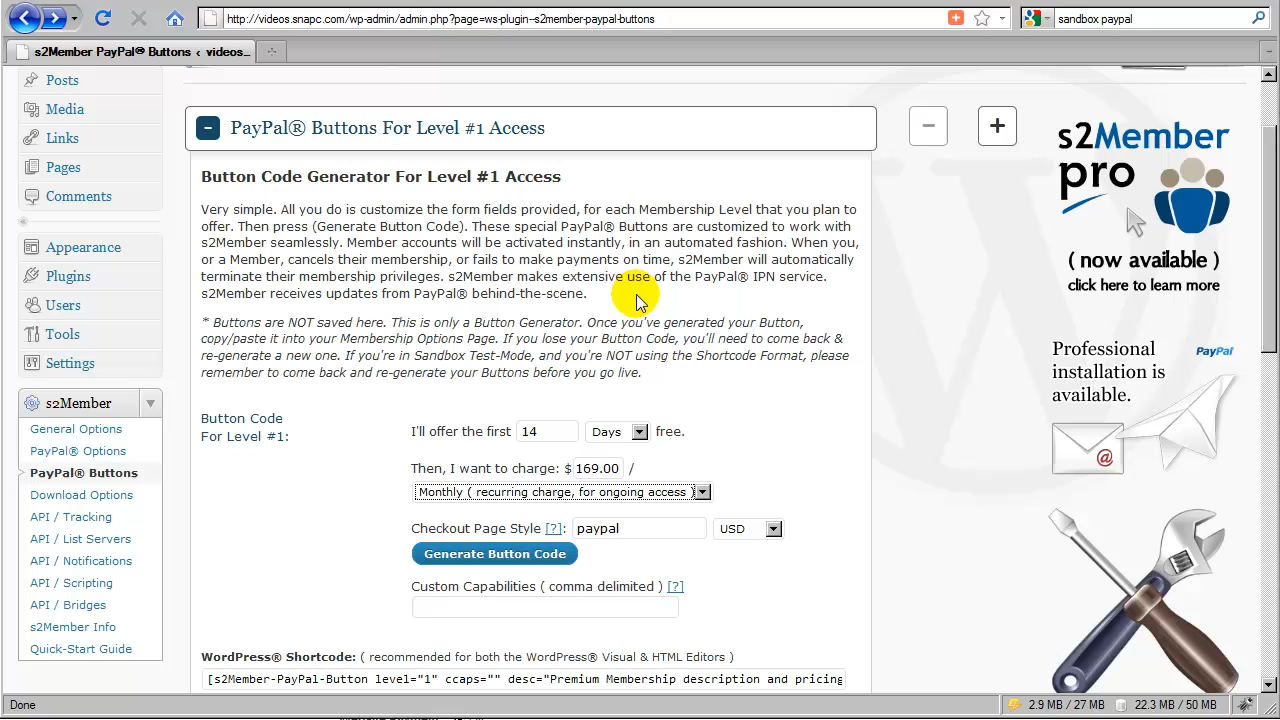 http://videos.snapc.com/wp-admin/admin.php?page=ws-plugin--s2member-paypal-buttons
sandbox paypal
s2Member PayPal® Buttons ‹ videos...
Posts
Media
Links
Pages
Comments
Appearance
Plugins
Users
Tools
Settings
s2Member
General Options
PayPal® Options
PayPal® Buttons
Download Options
API / Tracking
API / List Servers
API / Notifications
API / Scripting
API / Bridges
s2Member Info
Quick-Start Guide
PayPal® Buttons For Level #1 Access
Button Code Generator For Level #1 Access
Very simple. All you do is customize the form fields provided, for each Membership Level that you plan to
offer. Then press (Generate Button Code). These special PayPal® Buttons are customized to work with
s2Member seamlessly. Member accounts will be activated instantly, in an automated fashion. When you,
or a Member, cancels their membership, or fails to make payments on time, s2Member will automatically
terminate their membership privileges. s2Member makes extensive use of the PayPal® IPN service.
s2Member receives updates from PayPal® behind-the-scene.
* Buttons are NOT saved here. This is only a Button Generator. Once you've generated your Button,
copy/paste it into your Membership Options Page. If you lose your Button Code, you'll need to come back &
re-generate a new one. If you're in Sandbox Test-Mode, and you're NOT using the Shortcode Format, please
remember to come back and re-generate your Buttons before you go live.
Button Code
For Level #1:
I'll offer the first 14 Days free.
Then, I want to charge: $ 169.00 /
Monthly ( recurring charge, for ongoing access )
Checkout Page Style [?]: paypal USD
Generate Button Code
Custom Capabilities ( comma delimited ) [?]
WordPress® Shortcode: ( recommended for both the WordPress® Visual & HTML Editors )
[s2Member-PayPal-Button level="1" ccaps="" desc="Premium Membership description and pricing
s2Member
pro
( now available )
click here to learn more
Professional
installation is
available.
PayPal
@
Done
2.9 MB / 27 MB
22.3 MB / 50 MB